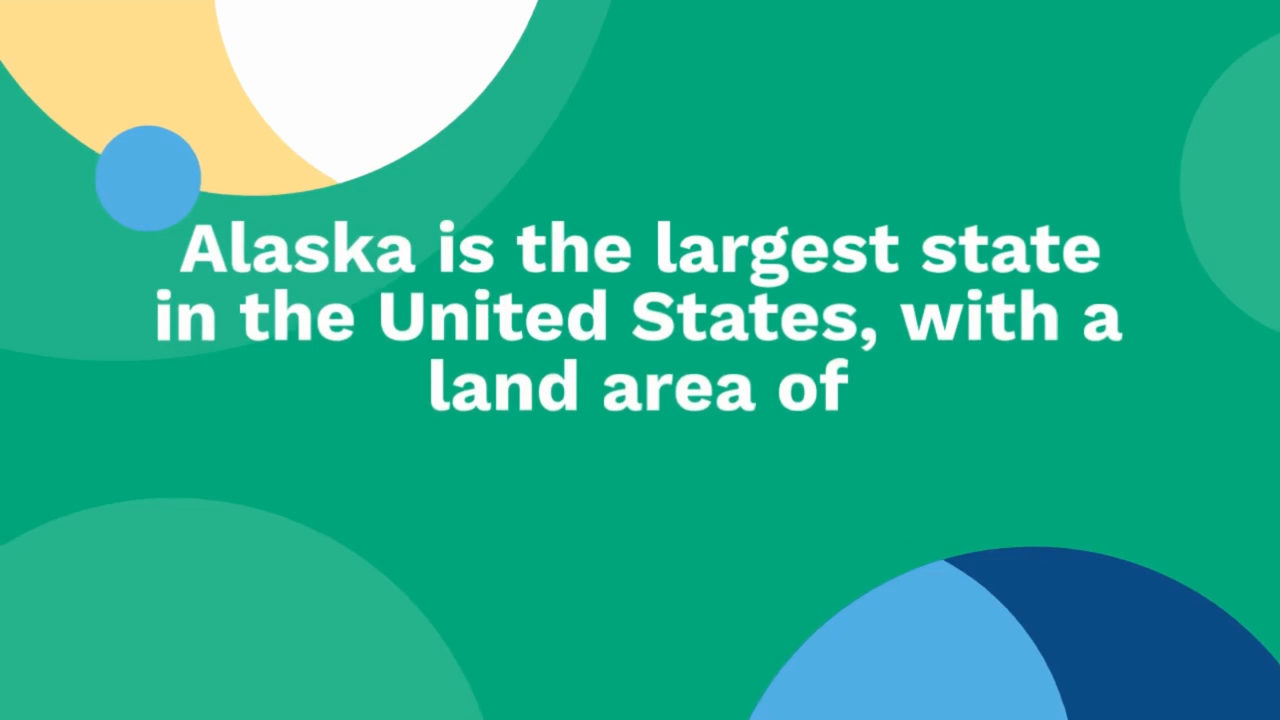 Alaska is the largest state
in the United States, with a
land area of